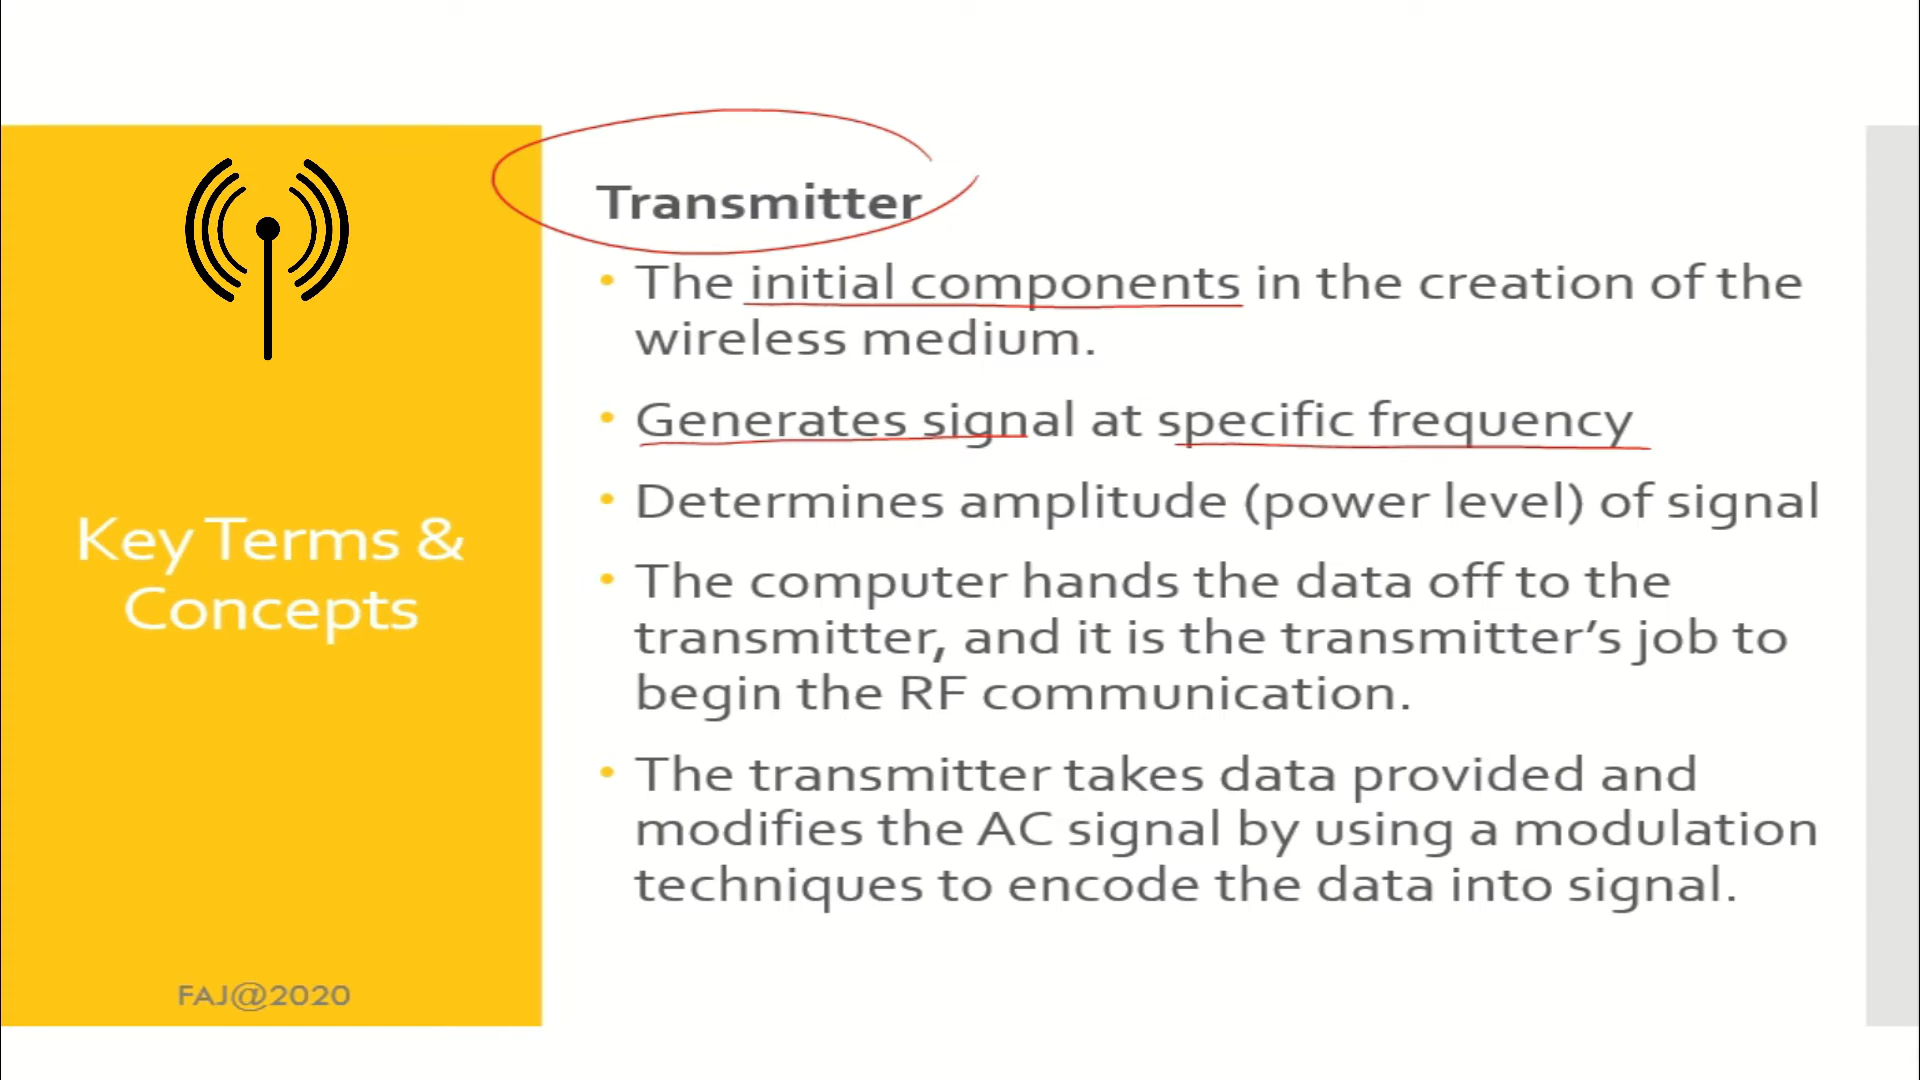 Key Terms &
Concepts
FAJ@2020
Transmitter
• The initial components in the creation of the
wireless medium.
• Generates signal at specific frequency
• Determines amplitude (power level) of signal
• The computer hands the data off to the
transmitter, and it is the transmitter’s job to
begin the RF communication.
• The transmitter takes data provided and
modifies the AC signal by using a modulation
techniques to encode the data into signal.